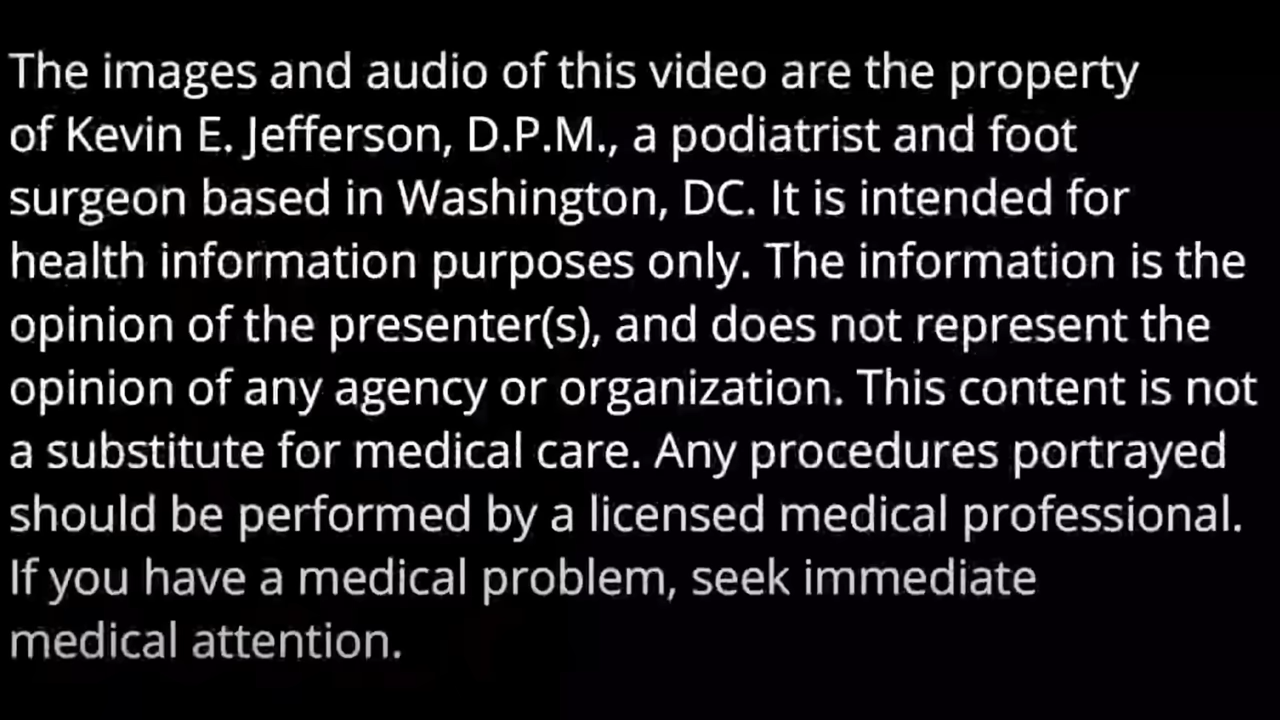 The images and audio of this video are the property
of Kevin E. Jefferson, D.P.M., a podiatrist and foot
surgeon based in Washington, DC. It is intended for
health information purposes only. The information is the
opinion of the presenter(s), and does not represent the
opinion of any agency or organization. This content is not
a substitute for medical care. Any procedures portrayed
should be performed by a licensed medical professional.
If you have a medical problem, seek immediate
medical attention.